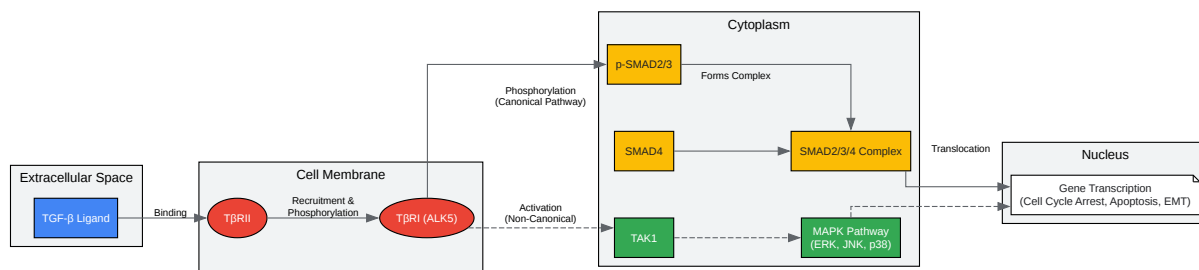 Extracellular Space
TGF-β Ligand
Binding
Cell Membrane
TβRII
Recruitment &
Phosphorylation
TβRI (ALK5)
Phosphorylation
(Canonical Pathway)
Activation
(Non-Canonical)
Cytoplasm
p-SMAD2/3
Forms Complex
SMAD4
SMAD2/3/4 Complex
TAK1
MAPK Pathway
(ERK, JNK, p38)
Translocation
Nucleus
Gene Transcription
(Cell Cycle Arrest, Apoptosis, EMT)